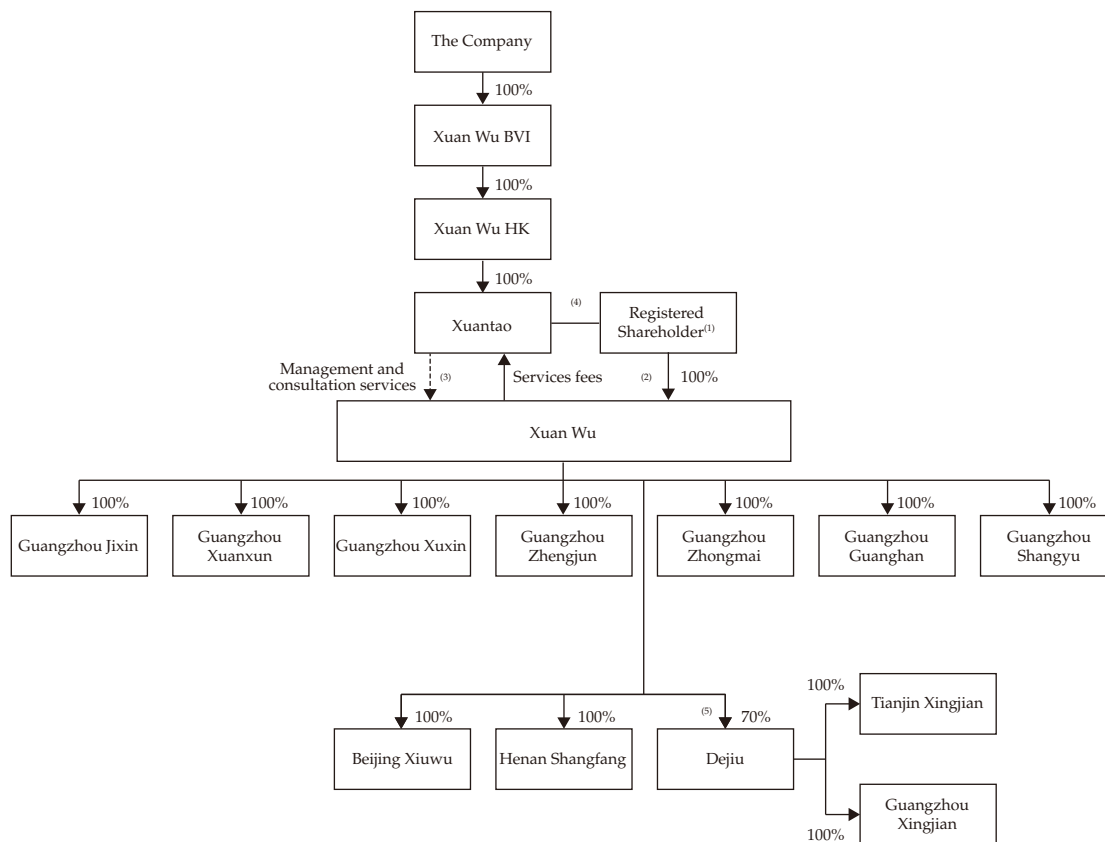 The Company
100%
Xuan Wu BVI
100%
Xuan Wu HK
100%
Xuantao
(4)
Registered
Shareholder(1)
Management and
consultation services
(3)
Services fees
(2)
100%
Xuan Wu
100%
100%
100%
100%
100%
100%
100%
Guangzhou Jixin
Guangzhou
Xuanxun
Guangzhou Xuxin
Guangzhou
Zhengjun
Guangzhou
Zhongmai
Guangzhou
Guanghan
Guangzhou
Shangyu
100%
100%
(5)
70%
Beijing Xiuwu
Henan Shangfang
Dejiu
100%
Tianjin Xingjian
100%
Guangzhou
Xingjian